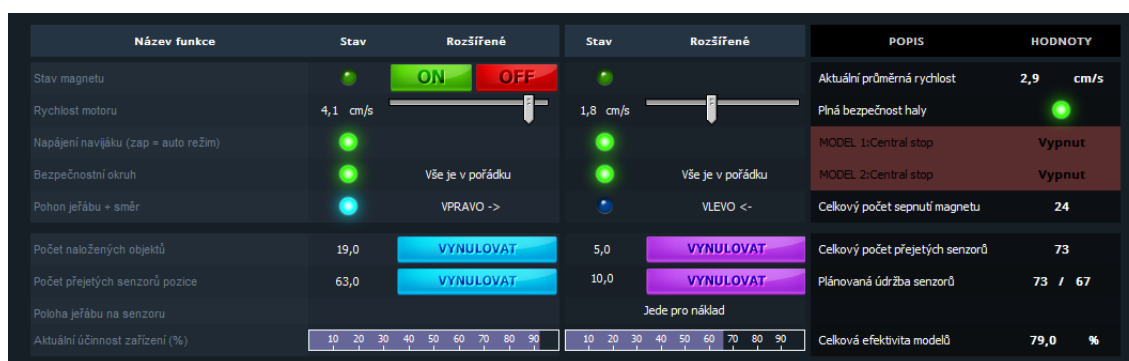 Název funkce Stav Rozšířené Stav Rozšířené POPIS HODNOTY
Stav magnetu ON OFF Aktuální průměrná rychlost 2,9 cm/s
Rychlost motoru 4,1 cm/s 1,8 cm/s Plná bezpečnost haly
Napájení navijáku (zap = auto režim) MODEL 1:Central stop Vypnut
Bezpečnostní okruh Vše je v pořádku Vše je v pořádku MODEL 2:Central stop Vypnut
Pohon jeřábu + směr VPRAVO -> VLEVO <- Celkový počet sepnutí magnetu 24
Počet naložených objektů 19,0 VYNULOVAT 5,0 VYNULOVAT Celkový počet přejetých senzorů 73
Počet přejetých senzorů pozice 63,0 VYNULOVAT 10,0 VYNULOVAT Plánovaná údržba senzorů 73 / 67
Poloha jeřábu na senzoru Jede pro náklad
Aktuální účinnost zařízení (%) 10 20 30 40 50 60 70 80 90 10 20 30 40 50 60 70 80 90 Celková efektivita modelů 79,0 %